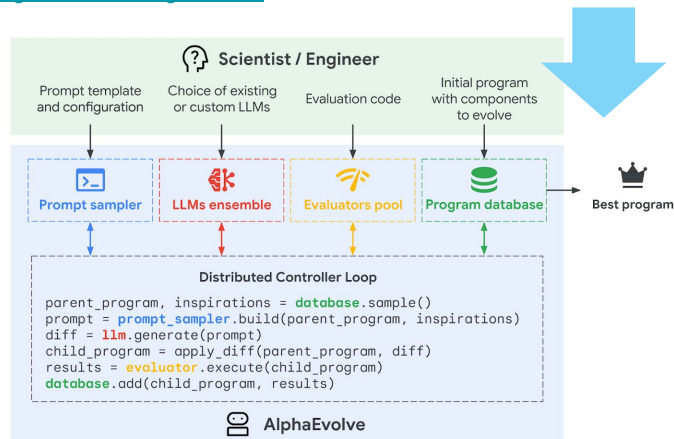 Scientist / Engineer
Prompt template
and configuration
Choice of existing
or custom LLMs
Evaluation code
Initial program
with components
to evolve
Prompt sampler
LLMs ensemble
Evaluators pool
Program database
Best program
Distributed Controller Loop
parent_program, inspirations = database.sample()
prompt = prompt_sampler.build(parent_program, inspirations)
diff = llm.generate(prompt)
child_program = apply_diff(parent_program, diff)
results = evaluator.execute(child_program)
database.add(child_program, results)
AlphaEvolve